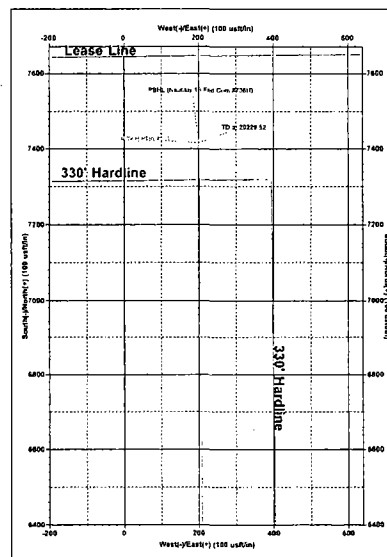 West(-)/East(+) (100 usft/in)
-200 0 200 400 600
Lease Line
7600
7600
TD @ 20229.52
7400
7400
330' Hardline
7200
7200
South(-)/North(+) (100 usft/in)
7000
7000
330' Hardline
6800
6800
6600
6600
6400
6400
-200 0 200 400 600
West(-)/East(+) (100 usft/in)